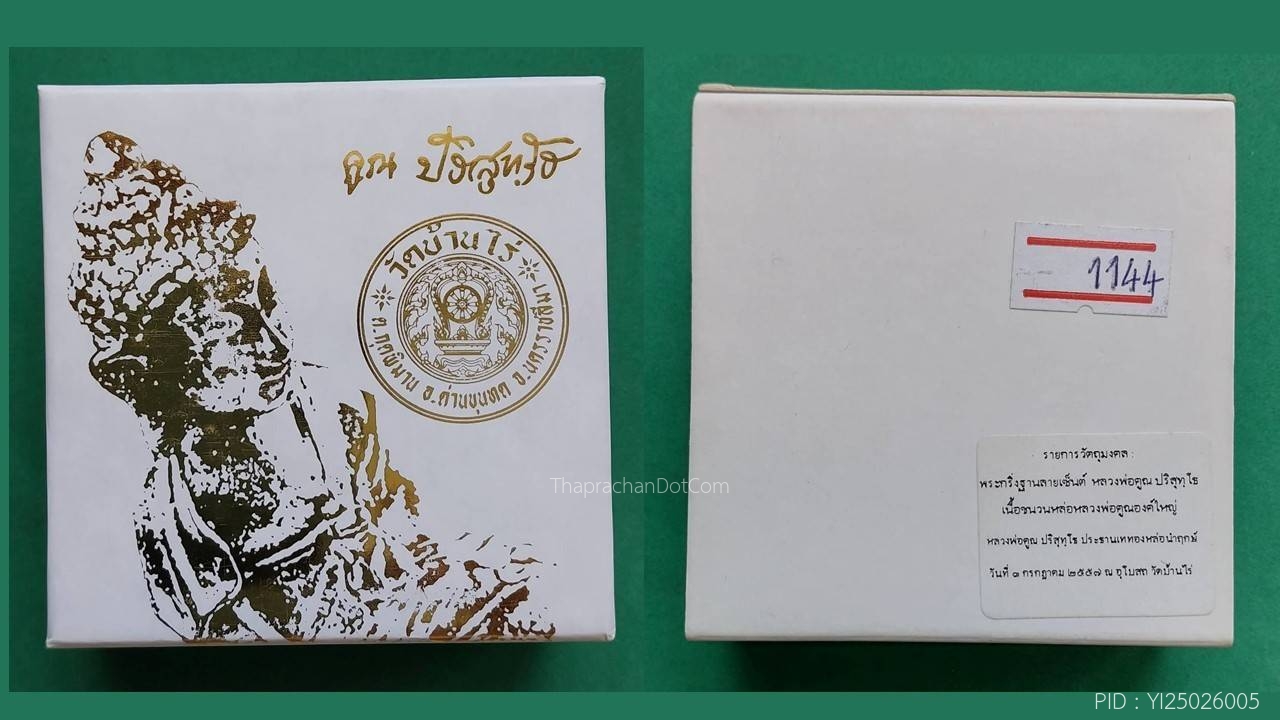 คูณ ปริสุทฺโธ
วัดบ้านไร่
ต.กุดพิมาน อ.ด่านขุนทด จ.นครราชสีมา
1144
รายการวัตถุมงคล :
พระกริ่งฐานลายเซ็นต์ หลวงพ่อคูณ ปริสุทฺโธ
เนื้อชนวนหล่อหลวงพ่อคูณองค์ใหญ่
หลวงพ่อคูณ ปริสุทฺโธ ประธานเททองหล่อนำฤกษ์
วันที่ ๑ กรกฎาคม ๒๕๕๗ ณ อุโบสถ วัดบ้านไร่
ThaprachanDotCom
PID : YI25026005